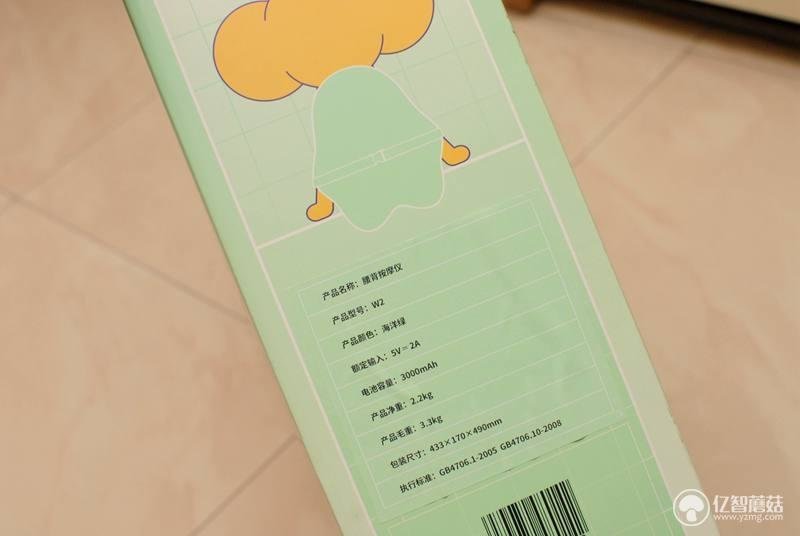 产品名称：腰背按摩仪
产品型号：W2
产品颜色：海洋绿
额定输入：5V⎓2A
电池容量：3000mAh
产品净重：2.2kg
产品毛重：3.3kg
包装尺寸：433×170×490mm
执行标准：GB4706.1-2005 GB4706.10-2008
亿智蘑菇
www.yzmg.com